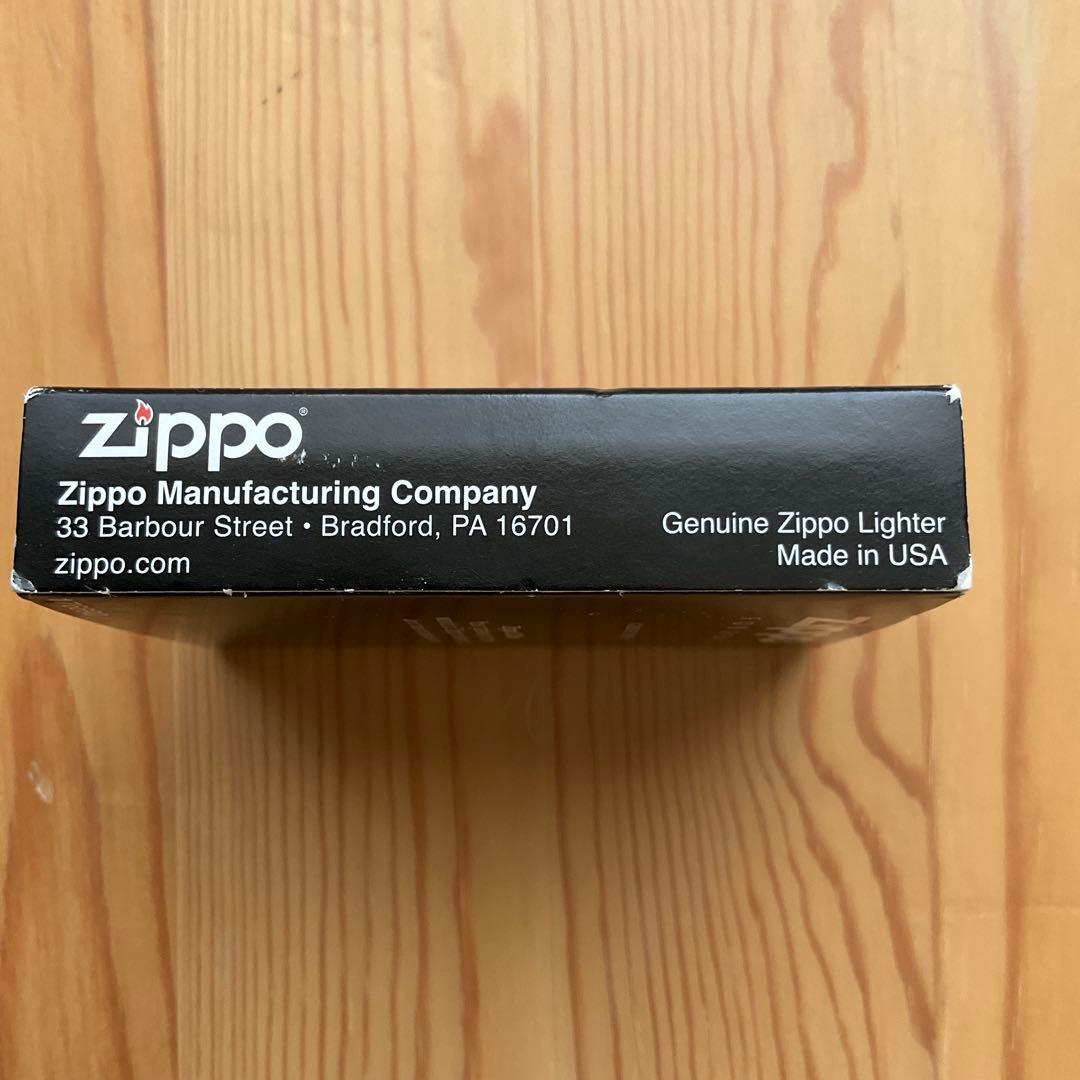 zippo®
Zippo Manufacturing Company
33 Barbour Street • Bradford, PA 16701
zippo.com
Genuine Zippo Lighter
Made in USA